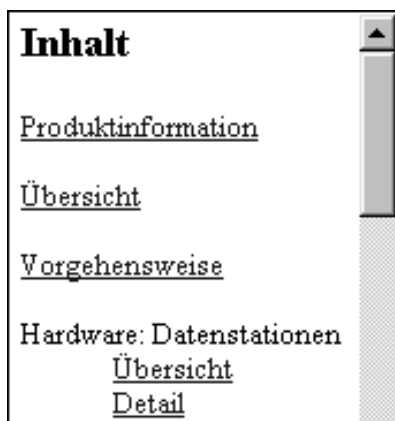 Inhalt
Produktinformation
Übersicht
Vorgehensweise
Hardware: Datenstationen
Übersicht
Detail